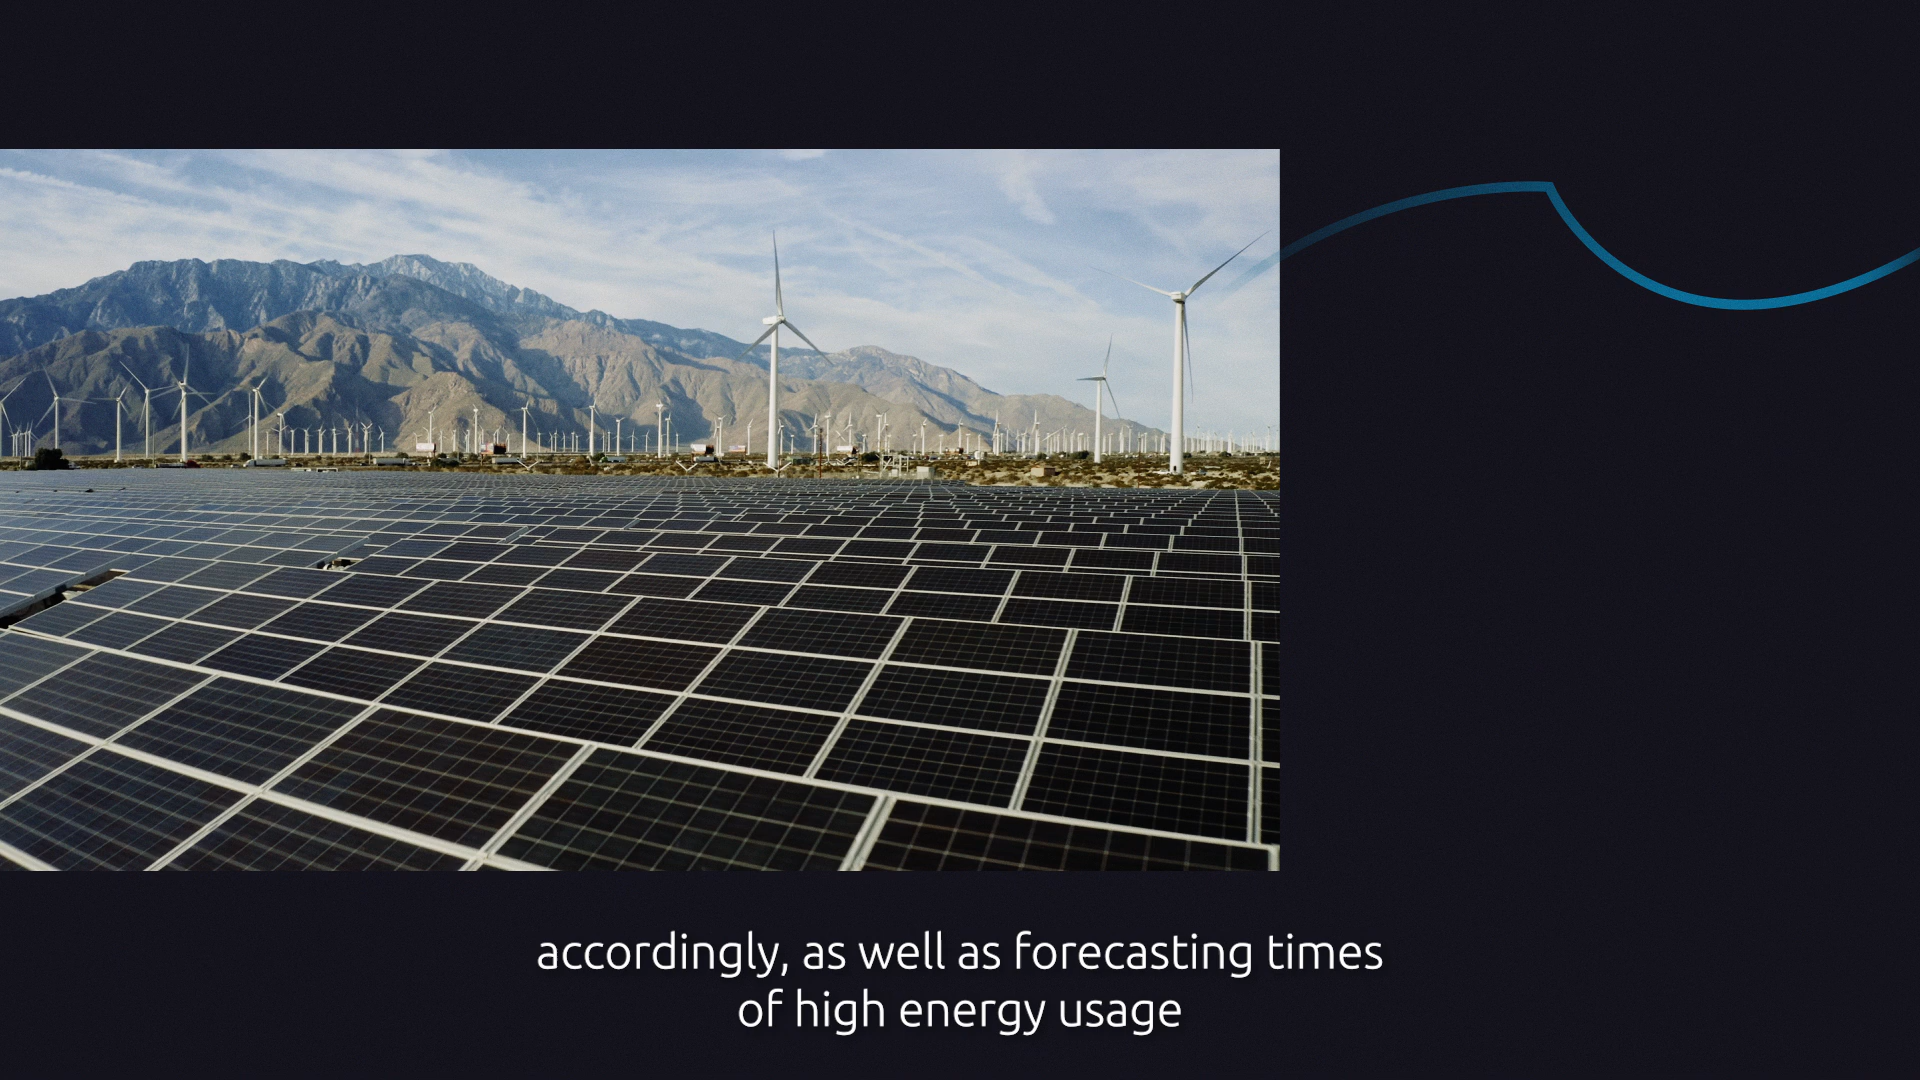 accordingly, as well as forecasting times
of high energy usage